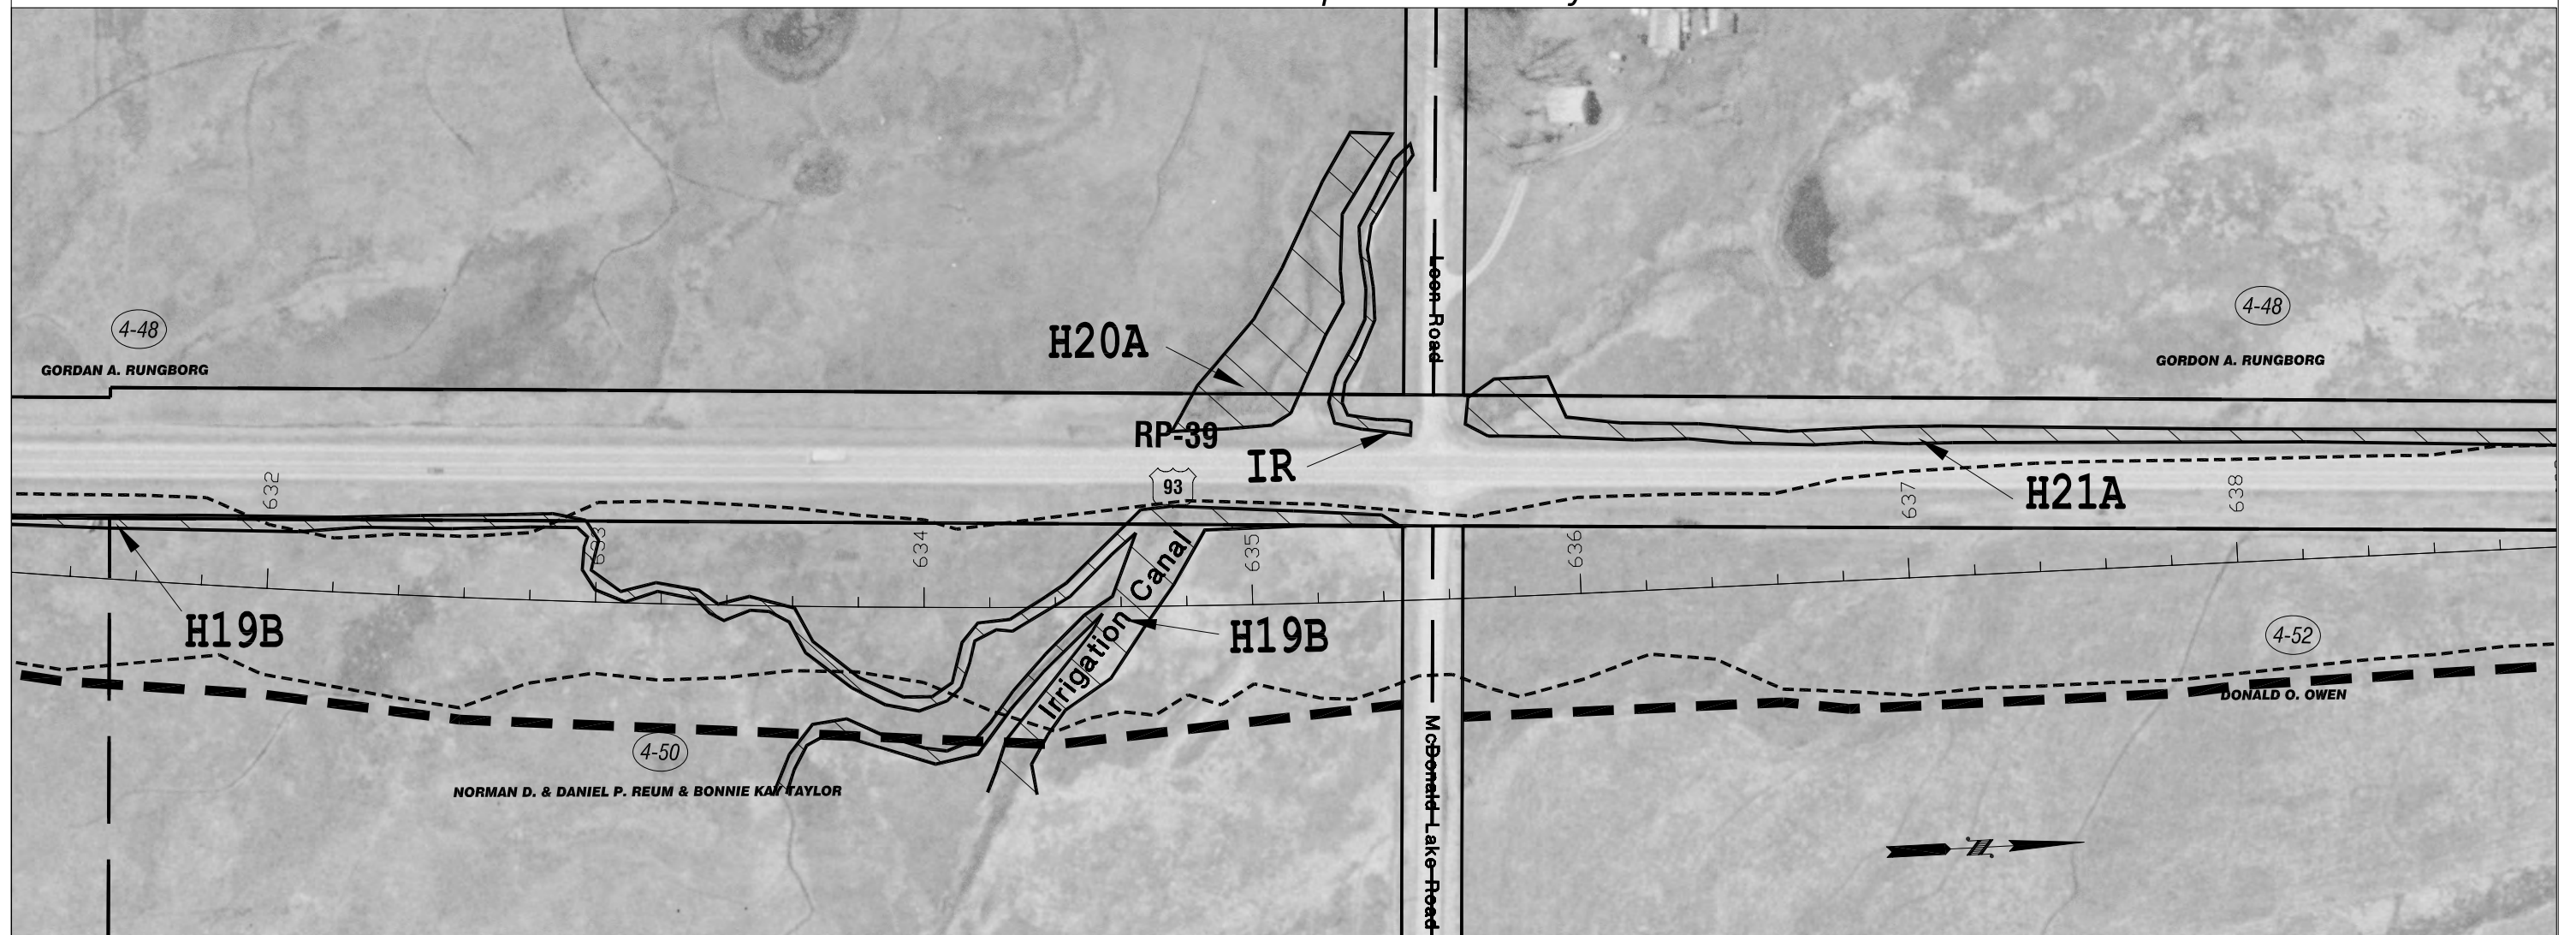 Loon Road
4-48
GORDAN A. RUNGBORG
H20A
4-48
GORDON A. RUNGBORG
RP-39
IR
93
H21A
632
633
634
635
636
637
638
H19B
H19B
Irrigation Canal
4-50
NORMAN D. & DANIEL P. REUM & BONNIE KAY TAYLOR
McDonald Lake Road
4-52
DONALD O. OWEN
N